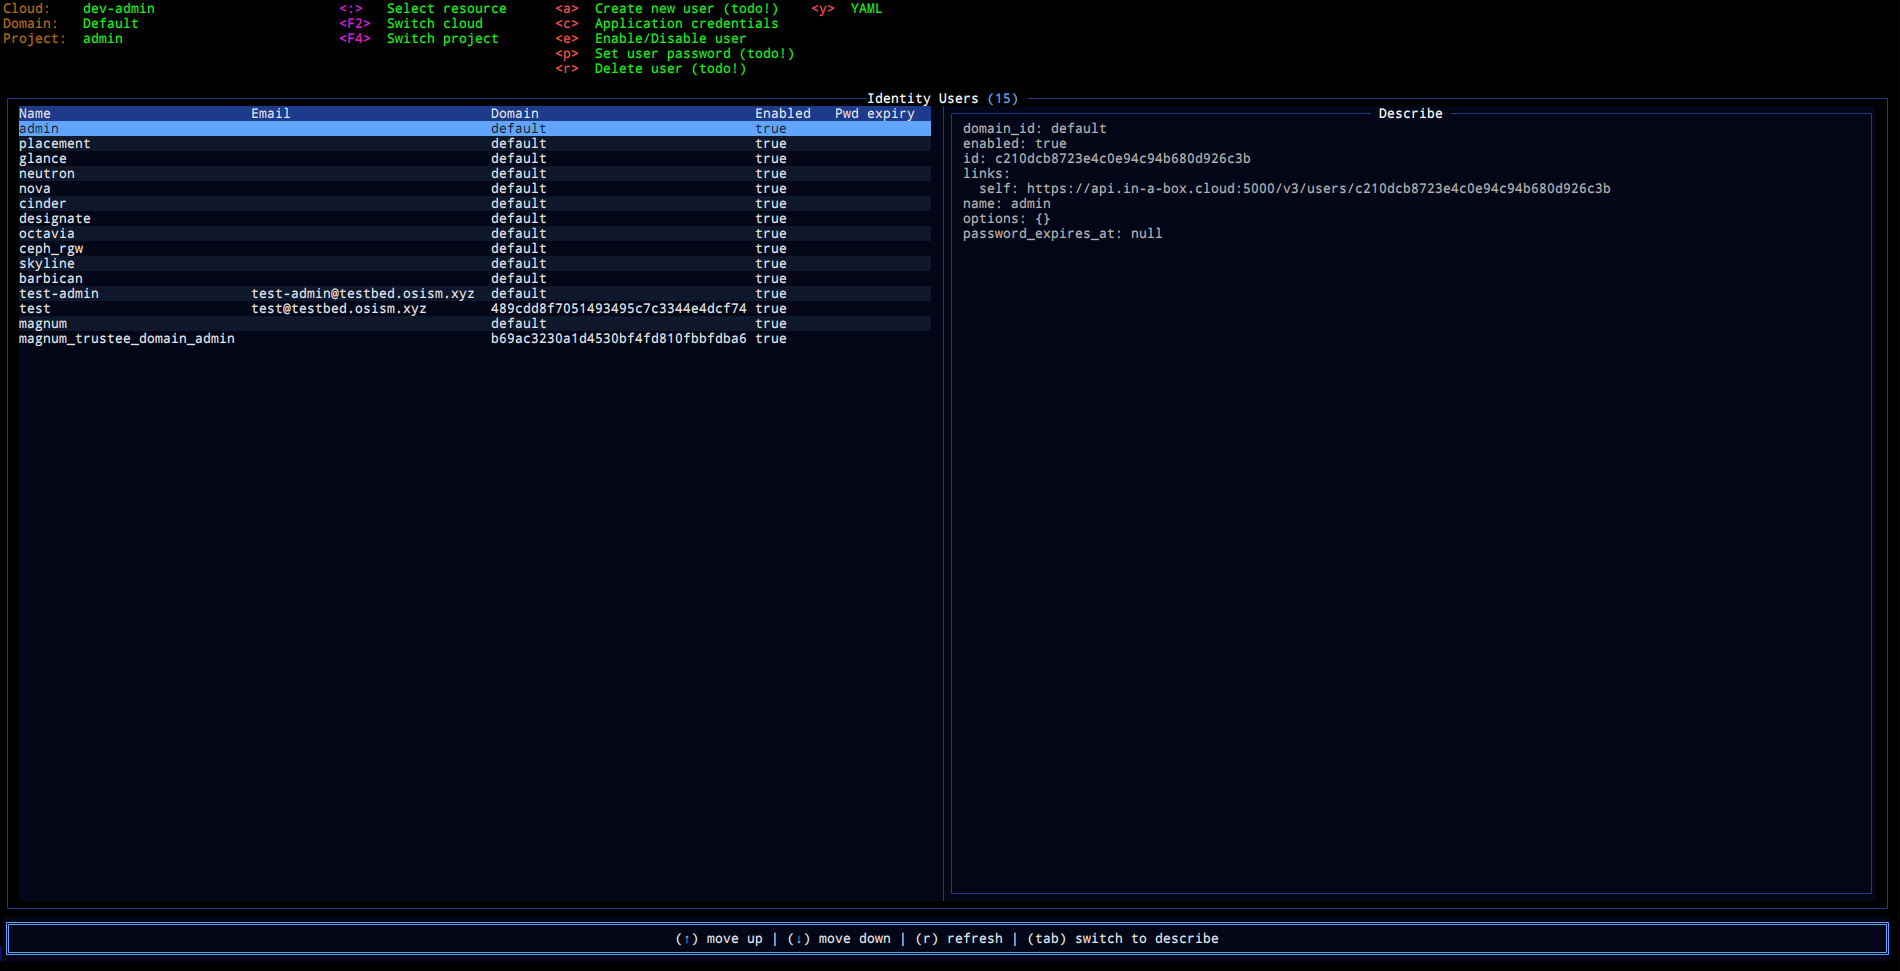 Cloud: dev-admin <:> Select resource <a> Create new user (todo!) <y> YAML
Domain: Default <F2> Switch cloud <c> Application credentials
Project: admin <F4> Switch project <e> Enable/Disable user
<p> Set user password (todo!)
<r> Delete user (todo!)
Identity Users (15)
Name Email Domain Enabled Pwd expiry
admin default true
placement default true
glance default true
neutron default true
nova default true
cinder default true
designate default true
octavia default true
ceph_rgw default true
skyline default true
barbican default true
test-admin test-admin@testbed.osism.xyz default true
test test@testbed.osism.xyz 489cdd8f7051493495c7c3344e4dcf74 true
magnum default true
magnum_trustee_domain_admin b69ac3230a1d4530bf4fd810fbbfdba6 true
Describe
domain_id: default
enabled: true
id: c210dcb8723e4c0e94c94b680d926c3b
links:
self: https://api.in-a-box.cloud:5000/v3/users/c210dcb8723e4c0e94c94b680d926c3b
name: admin
options: {}
password_expires_at: null
(↑) move up | (↓) move down | (r) refresh | (tab) switch to describe